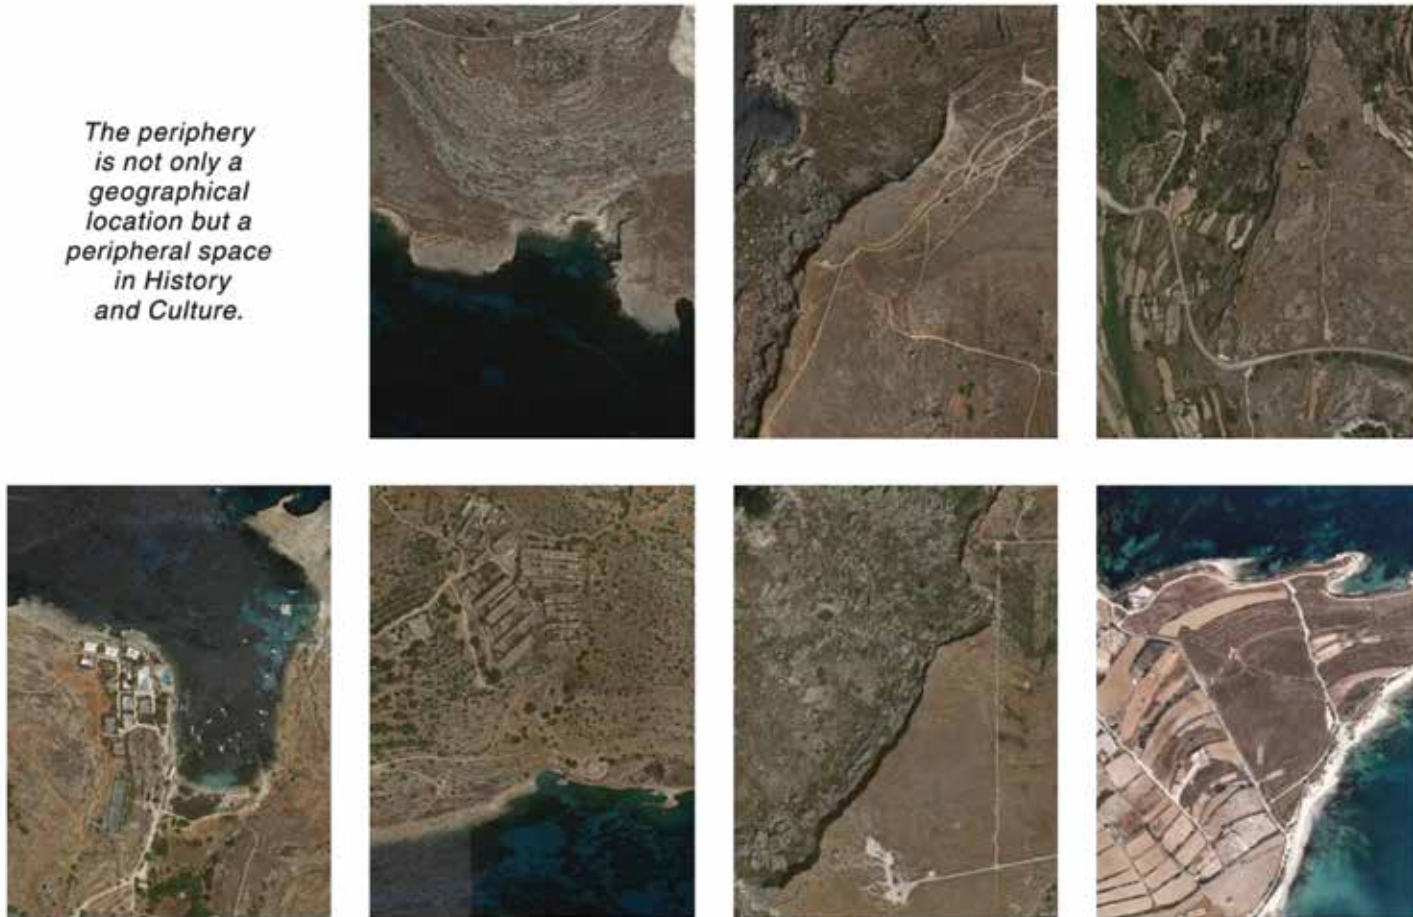 The periphery
is not only a
geographical
location but a
peripheral space
in History
and Culture.